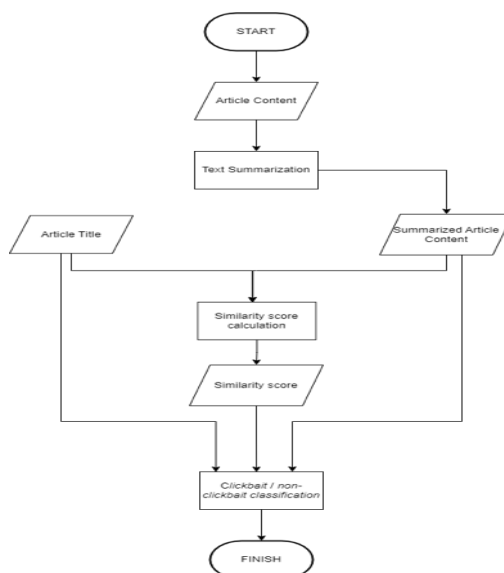 START
Article Content
Text Summarization
Article Title
Summarized Article
Content
Similarity score
calculation
Similarity score
Clickbait / non-
clickbait classification
FINISH